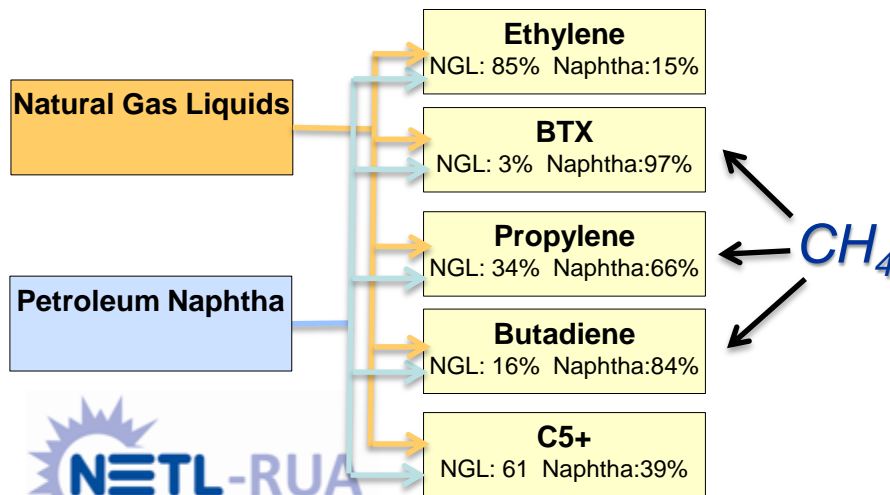 Ethylene
NGL: 85% Naphtha:15%
Natural Gas Liquids
BTX
NGL: 3% Naphtha:97%
Propylene
NGL: 34% Naphtha:66%
CH4
Petroleum Naphtha
Butadiene
NGL: 16% Naphtha:84%
C5+
NGL: 61 Naphtha:39%
NETL-RUA